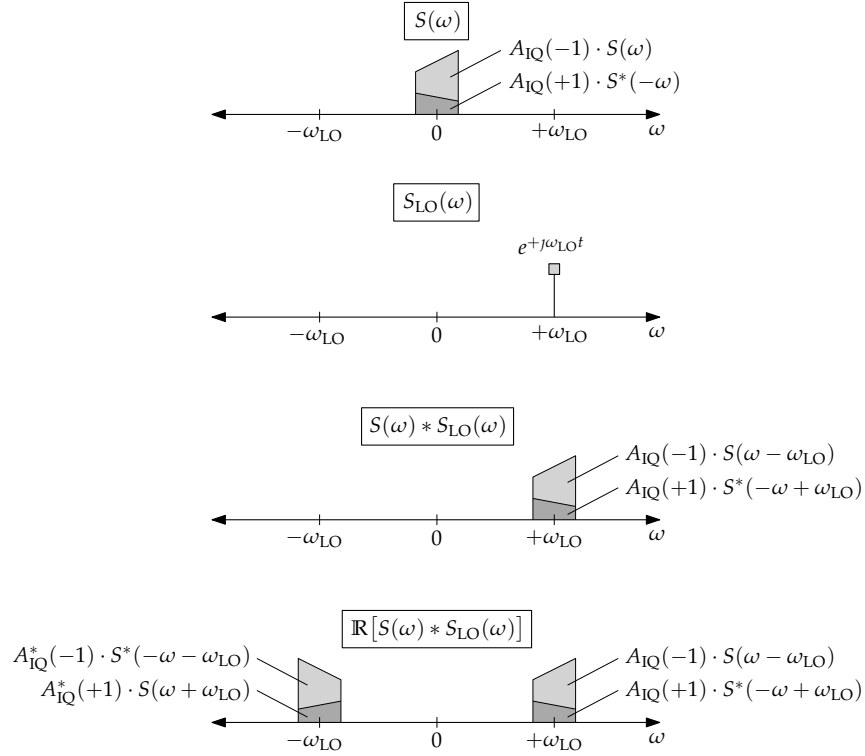 S(ω)
A_IQ(−1) · S(ω)
A_IQ(+1) · S*(−ω)
−ω_LO 0 +ω_LO ω
S_LO(ω)
e^{+jω_LO t}
−ω_LO 0 +ω_LO ω
S(ω) ∗ S_LO(ω)
A_IQ(−1) · S(ω − ω_LO)
A_IQ(+1) · S*(−ω + ω_LO)
−ω_LO 0 +ω_LO ω
ℝ[S(ω) ∗ S_LO(ω)]
A*_IQ(−1) · S*(−ω − ω_LO) A_IQ(−1) · S(ω − ω_LO)
A*_IQ(+1) · S(ω + ω_LO) A_IQ(+1) · S*(−ω + ω_LO)
−ω_LO 0 +ω_LO ω